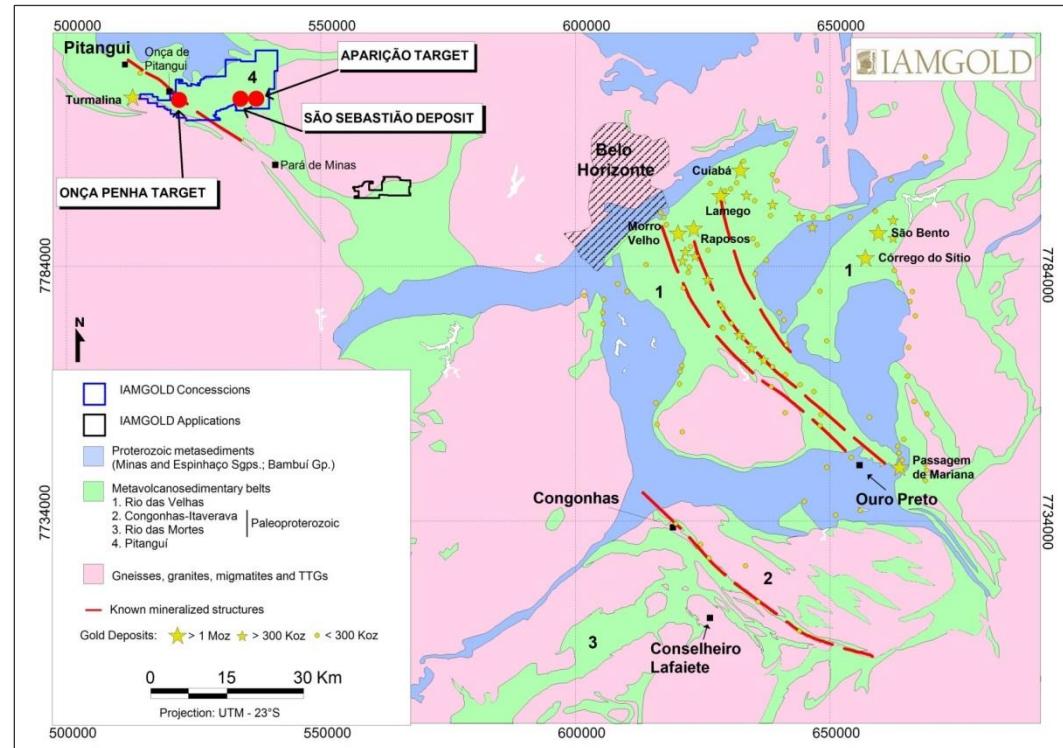 500000
550000
600000
650000
IAMGOLD
Pitangui
Onça de
Pitangui
4
APARIÇÃO TARGET
Turmalina
SÃO SEBASTIÃO DEPOSIT
Pará de Minas
ONÇA PENHA TARGET
Belo
Horizonte
Cuiabá
Lamego
Morro
Velho
Raposos
São Bento
Córrego do Sítio
1
1
7784000
7784000
N
IAMGOLD Concesscions
IAMGOLD Applications
Proterozoic metasediments
(Minas and Espinhaço Sgps.; Bambuí Gp.)
Metavolcanosedimentary belts
1. Rio das Velhas
2. Congonhas-Itaverava
3. Rio das Mortes
4. Pitanguí
Paleoproterozoic
Gneisses, granites, migmatites and TTGs
Known mineralized structures
Gold Deposits:
> 1 Moz
> 300 Koz
< 300 Koz
0 15 30 Km
Projection: UTM - 23°S
Passagem
de Mariana
Ouro Preto
Congonhas
7734000
7734000
2
3
Conselheiro
Lafaiete
500000
550000
600000
650000